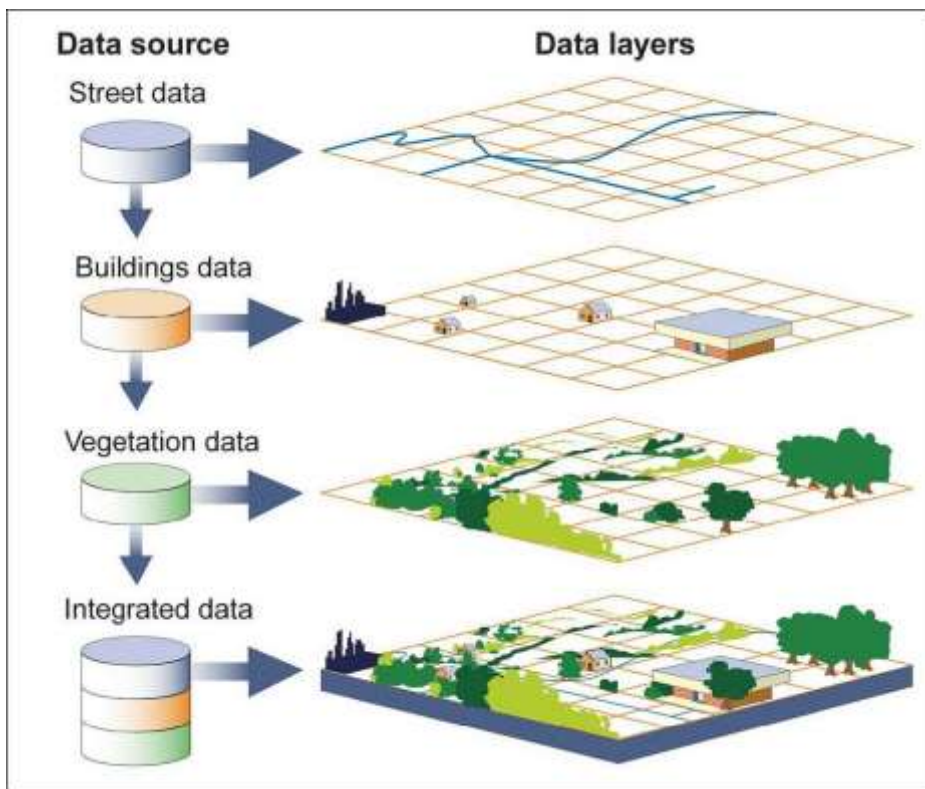 Data source
Data layers
Street data
Buildings data
Vegetation data
Integrated data